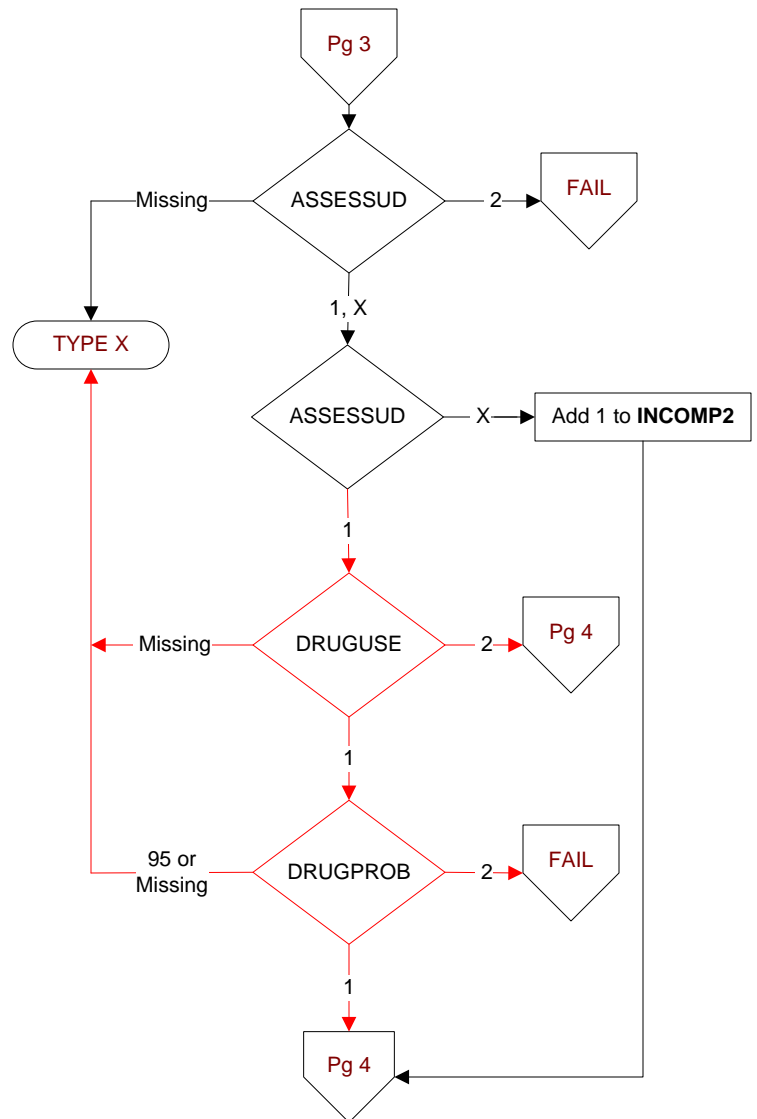 Pg 3
ASSESSUD
Missing
2
FAIL
1, X
TYPE X
ASSESSUD
X
Add 1 to INCOMP2
1
DRUGUSE
Missing
2
Pg 4
1
DRUGPROB
95 or
Missing
2
FAIL
1
Pg 4